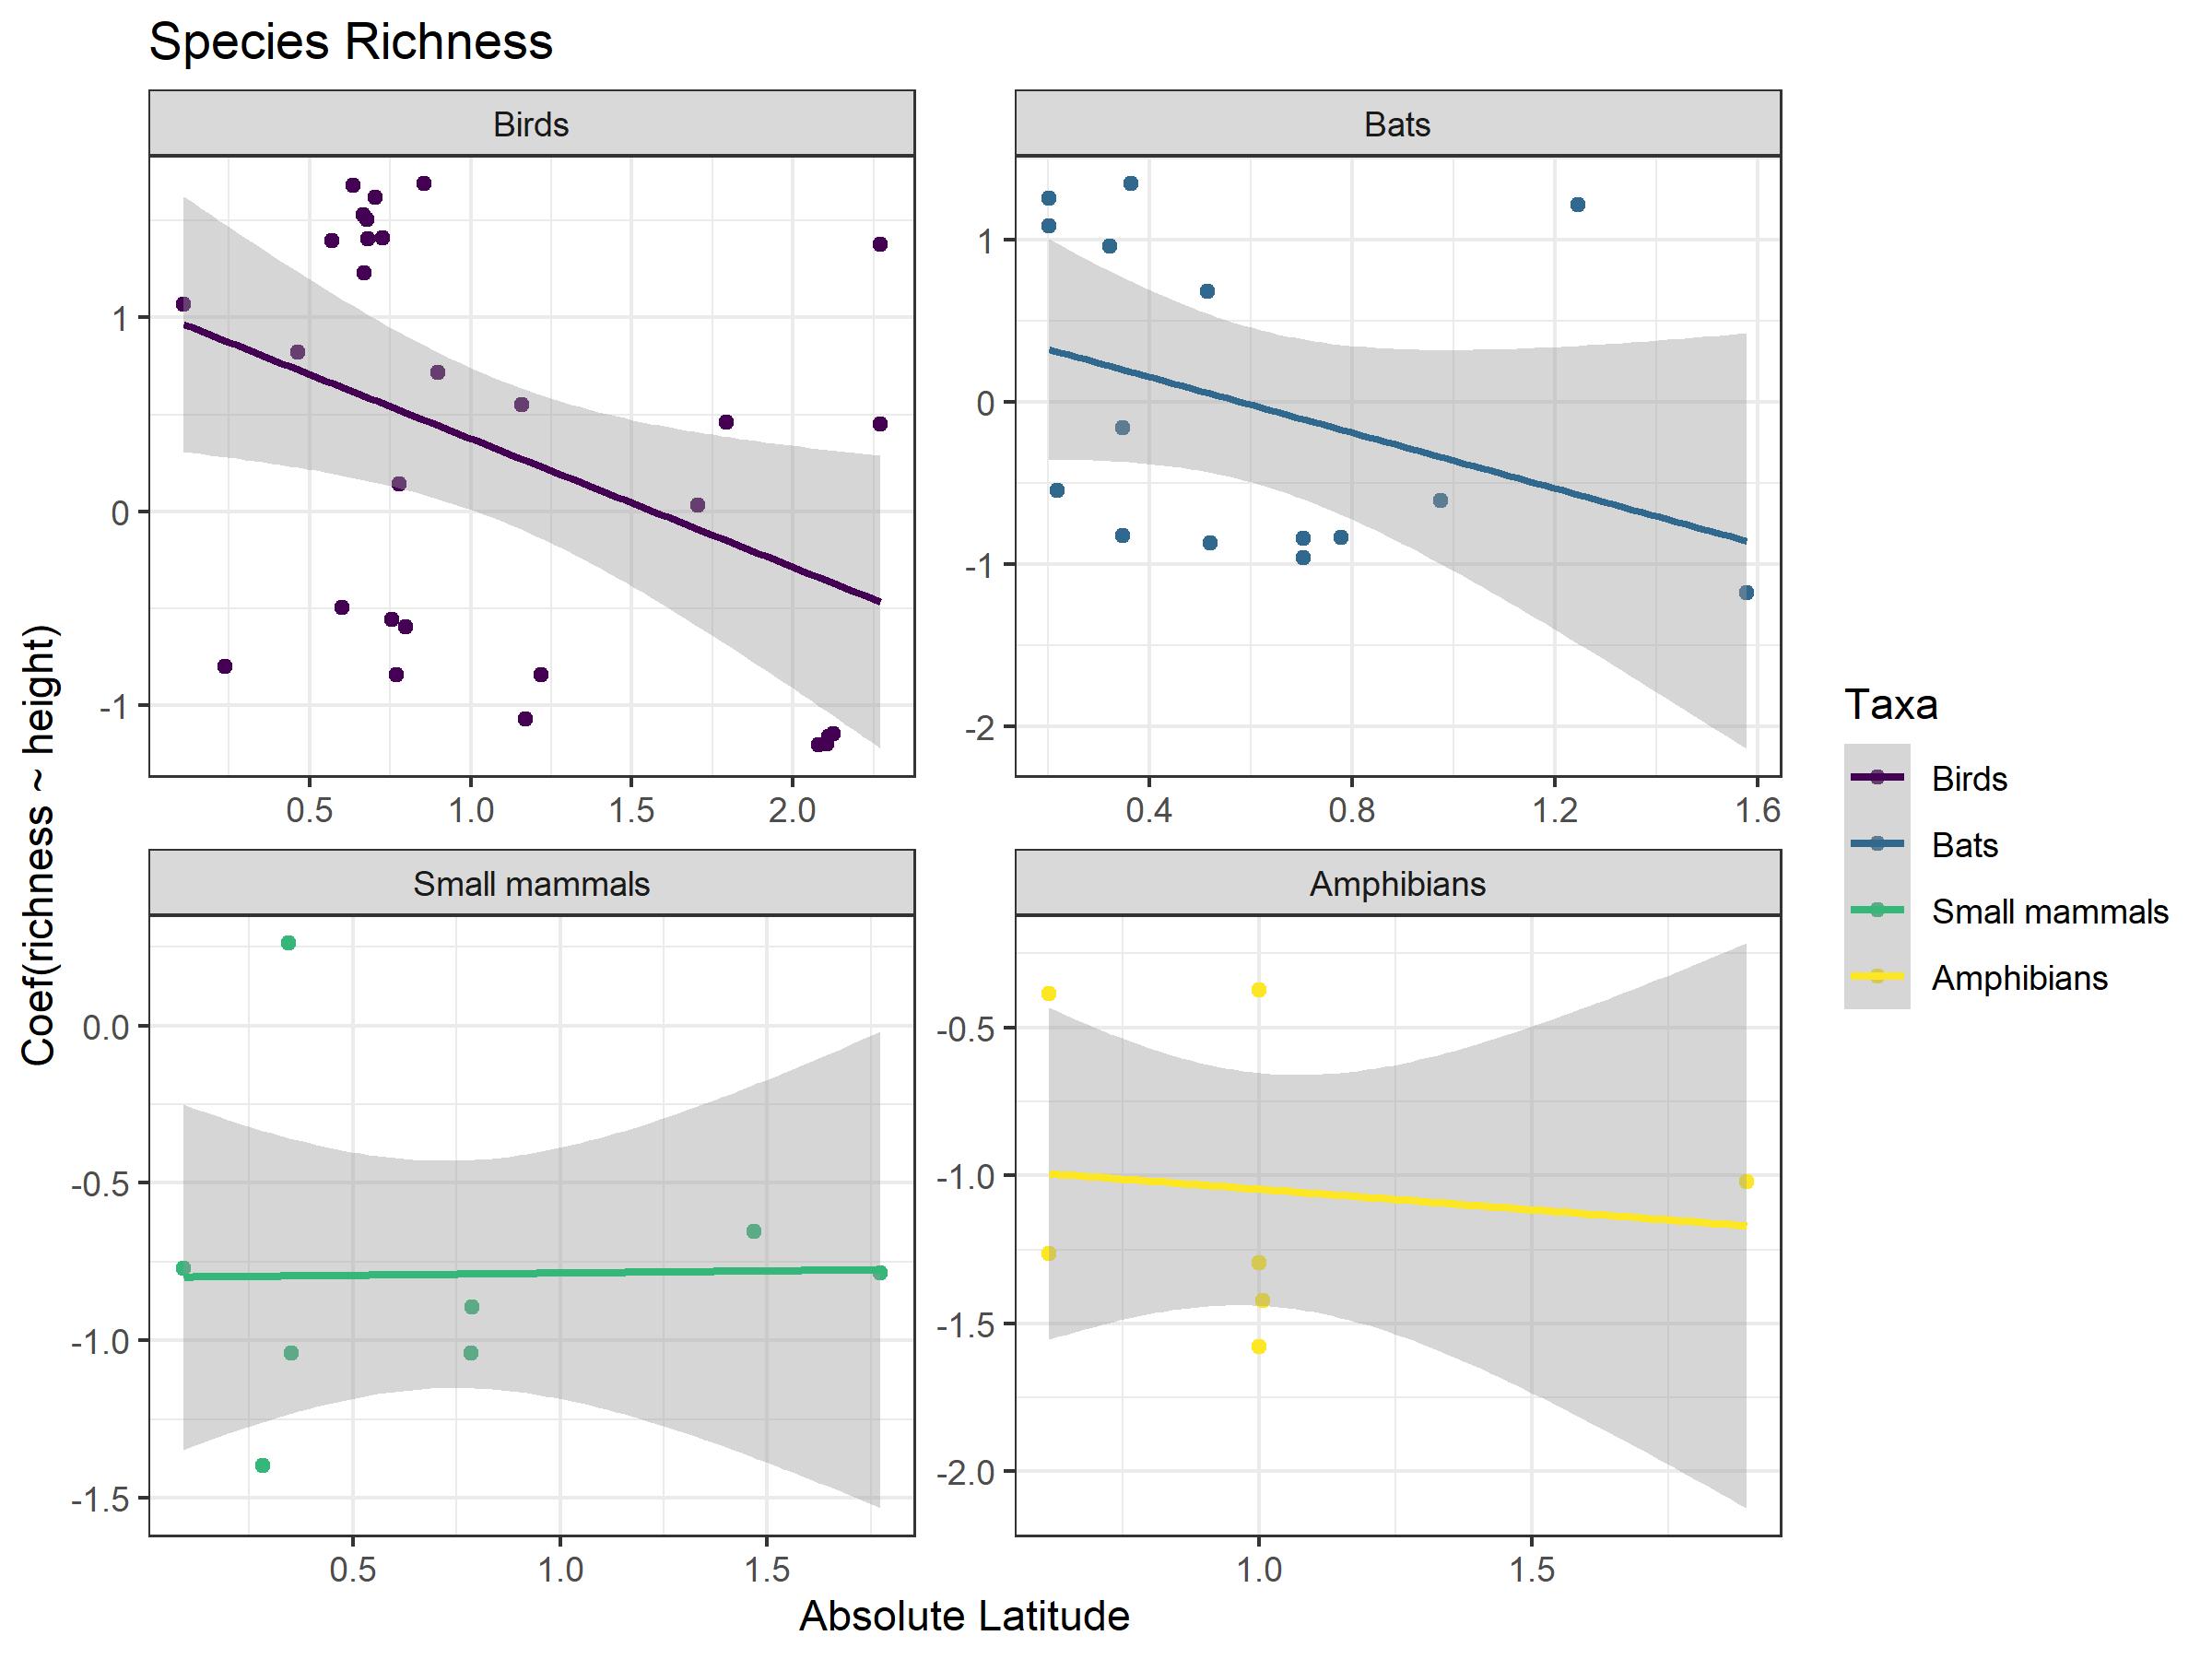 Species Richness
Birds
Bats
1
0
-1
1
0
-1
-2
0.5 1.0 1.5 2.0
0.4 0.8 1.2 1.6
Small mammals
Amphibians
0.0
-0.5
-1.0
-1.5
-0.5
-1.0
-1.5
-2.0
0.5 1.0 1.5
1.0 1.5
Absolute Latitude
Coef(richness ~ height)
Taxa
Birds
Bats
Small mammals
Amphibians